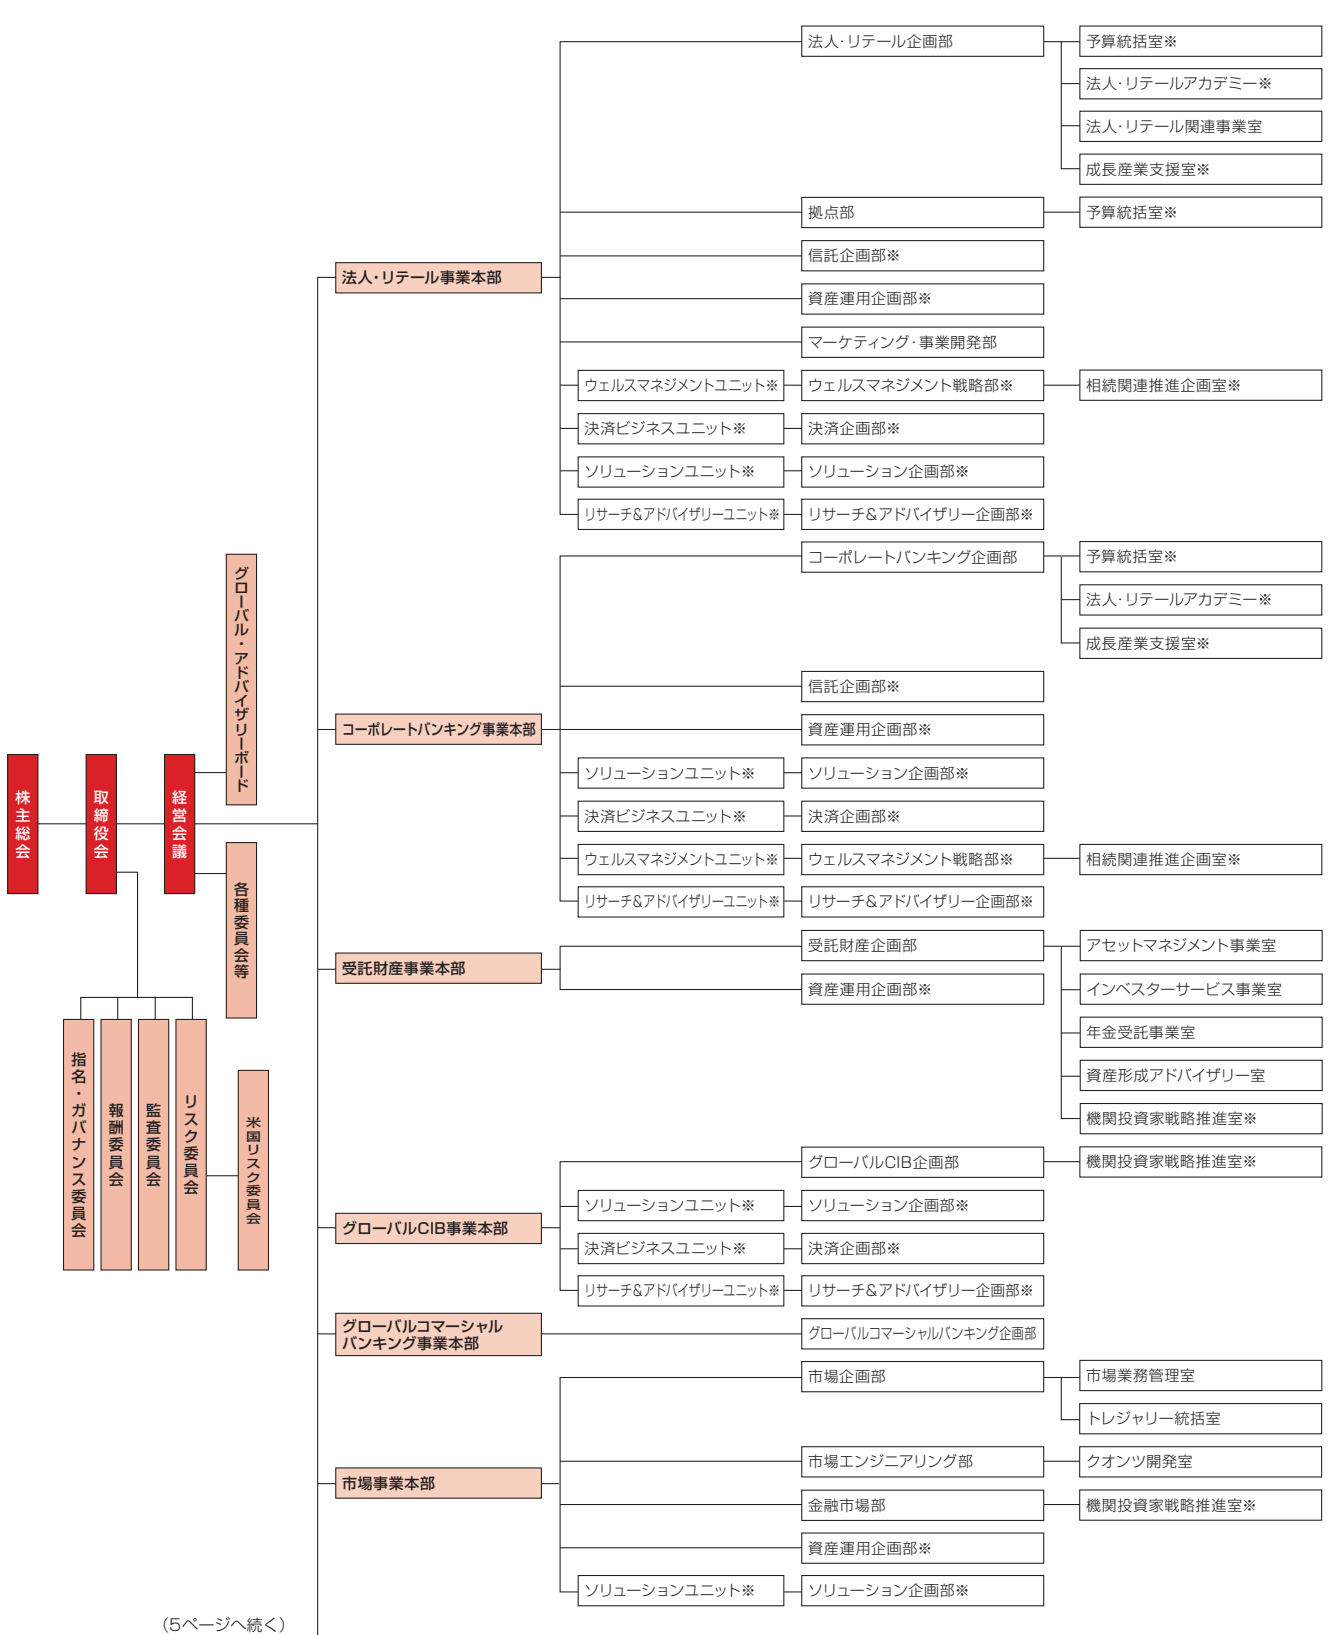 株主総会
取締役会
経営会議
グローバル・アドバイザリーボード
各種委員会等
指名・ガバナンス委員会
報酬委員会
監査委員会
リスク委員会
米国リスク委員会
法人・リテール事業本部
法人・リテール企画部
予算統括室※
法人・リテールアカデミー※
法人・リテール関連事業室
成長産業支援室※
拠点部
予算統括室※
信託企画部※
資産運用企画部※
マーケティング・事業開発部
ウェルスマネジメントユニット※
ウェルスマネジメント戦略部※
相続関連推進企画室※
決済ビジネスユニット※
決済企画部※
ソリューションユニット※
ソリューション企画部※
リサーチ&アドバイザリーユニット※
リサーチ&アドバイザリー企画部※
コーポレートバンキング事業本部
コーポレートバンキング企画部
予算統括室※
法人・リテールアカデミー※
成長産業支援室※
信託企画部※
資産運用企画部※
ソリューションユニット※
ソリューション企画部※
決済ビジネスユニット※
決済企画部※
ウェルスマネジメントユニット※
ウェルスマネジメント戦略部※
相続関連推進企画室※
リサーチ&アドバイザリーユニット※
リサーチ&アドバイザリー企画部※
受託財産事業本部
受託財産企画部
アセットマネジメント事業室
インベスターサービス事業室
年金受託事業室
資産形成アドバイザリー室
機関投資家戦略推進室※
資産運用企画部※
グローバルCIB事業本部
グローバルCIB企画部
機関投資家戦略推進室※
ソリューションユニット※
ソリューション企画部※
決済ビジネスユニット※
決済企画部※
リサーチ&アドバイザリーユニット※
リサーチ&アドバイザリー企画部※
グローバルコマーシャル
バンキング事業本部
グローバルコマーシャルバンキング企画部
市場事業本部
市場企画部
市場業務管理室
トレジャリー統括室
市場エンジニアリング部
クオンツ開発室
金融市場部
機関投資家戦略推進室※
資産運用企画部※
ソリューションユニット※
ソリューション企画部※
(5ページへ続く)